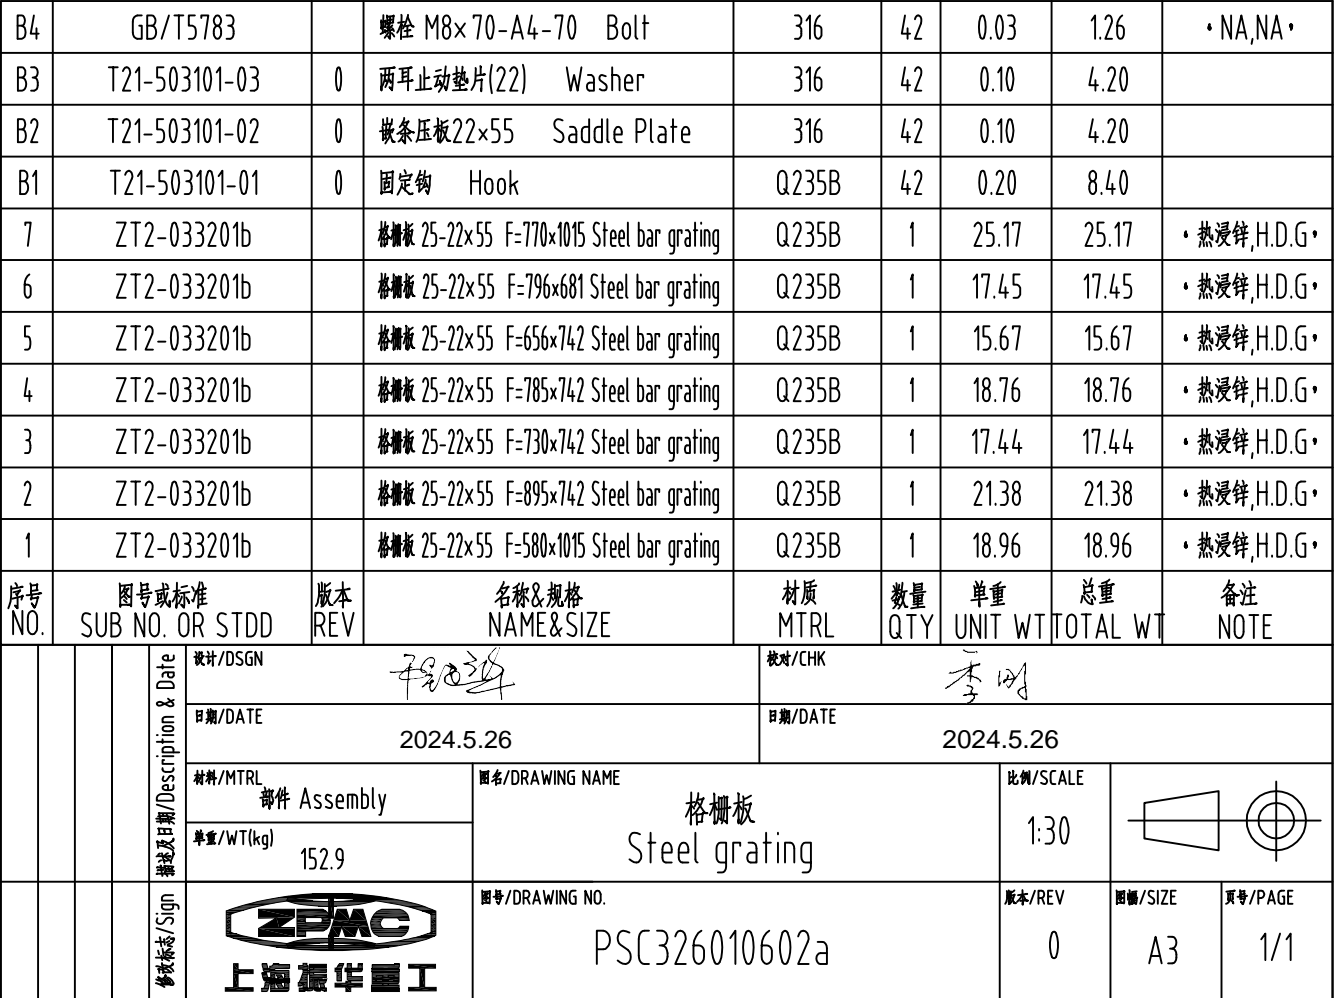 B4 GB/T5783 螺栓 M8×70-A4-70 Bolt 316 42 0.03 1.26 •NA,NA•
B3 T21-503101-03 0 两耳止动垫片(22) Washer 316 42 0.10 4.20
B2 T21-503101-02 0 嵌条压板22×55 Saddle Plate 316 42 0.10 4.20
B1 T21-503101-01 0 固定钩 Hook Q235B 42 0.20 8.40
7 ZT2-033201b 格栅板 25-22×55 F=770×1015 Steel bar grating Q235B 1 25.17 25.17 •热浸锌,H.D.G•
6 ZT2-033201b 格栅板 25-22×55 F=796×681 Steel bar grating Q235B 1 17.45 17.45 •热浸锌,H.D.G•
5 ZT2-033201b 格栅板 25-22×55 F=656×742 Steel bar grating Q235B 1 15.67 15.67 •热浸锌,H.D.G•
4 ZT2-033201b 格栅板 25-22×55 F=785×742 Steel bar grating Q235B 1 18.76 18.76 •热浸锌,H.D.G•
3 ZT2-033201b 格栅板 25-22×55 F=730×742 Steel bar grating Q235B 1 17.44 17.44 •热浸锌,H.D.G•
2 ZT2-033201b 格栅板 25-22×55 F=895×742 Steel bar grating Q235B 1 21.38 21.38 •热浸锌,H.D.G•
1 ZT2-033201b 格栅板 25-22×55 F=580×1015 Steel bar grating Q235B 1 18.96 18.96 •热浸锌,H.D.G•
序号 图号或标准 版本 名称&规格 材质 数量 单重 总重 备注
NO. SUB NO. OR STDD REV NAME&SIZE MTRL QTY UNIT WT TOTAL WT NOTE
描述及日期/Description & Date
修改标志/Sign
设计/DSGN
校对/CHK 李刚
日期/DATE 2024.5.26
日期/DATE 2024.5.26
材料/MTRL
部件 Assembly
单重/WT(kg)
152.9
图名/DRAWING NAME
格栅板
Steel grating
比例/SCALE
1:30
ZPMC
上海振华重工
图号/DRAWING NO.
PSC326010602a
版本/REV
0
图幅/SIZE
A3
页号/PAGE
1/1